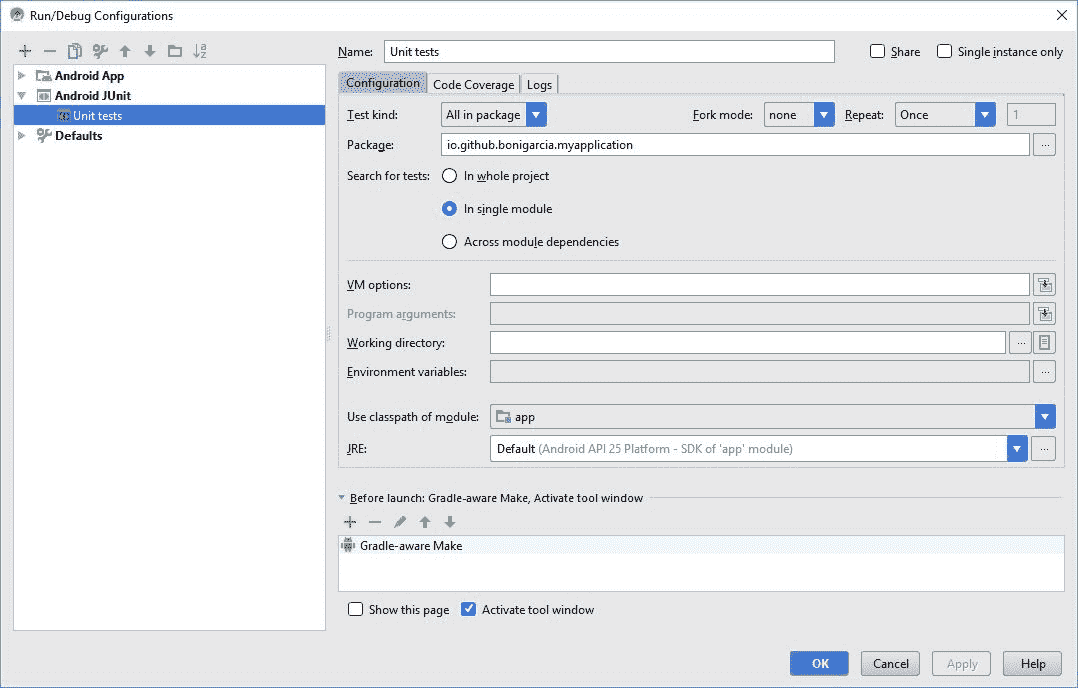 Run/Debug Configurations
Name: Unit tests Share Single instance only
Android App
Android JUnit
Unit tests
Defaults
Configuration Code Coverage Logs
Test kind: All in package Fork mode: none Repeat: Once 1
Package: io.github.bonigarcia.myapplication ...
Search for tests: In whole project
In single module
Across module dependencies
VM options:
Program arguments:
Working directory: ...
Environment variables: ...
Use classpath of module: app
JRE: Default (Android API 25 Platform - SDK of 'app' module) ...
Before launch: Gradle-aware Make, Activate tool window
Gradle-aware Make
Show this page Activate tool window
OK Cancel Apply Help